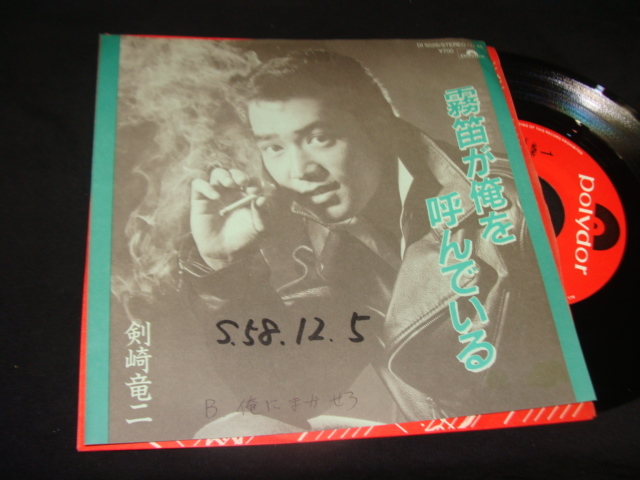 霧笛が俺を
呼んでいる
剣崎竜二
S.58.12.5
B 俺にまかせろ
polydor